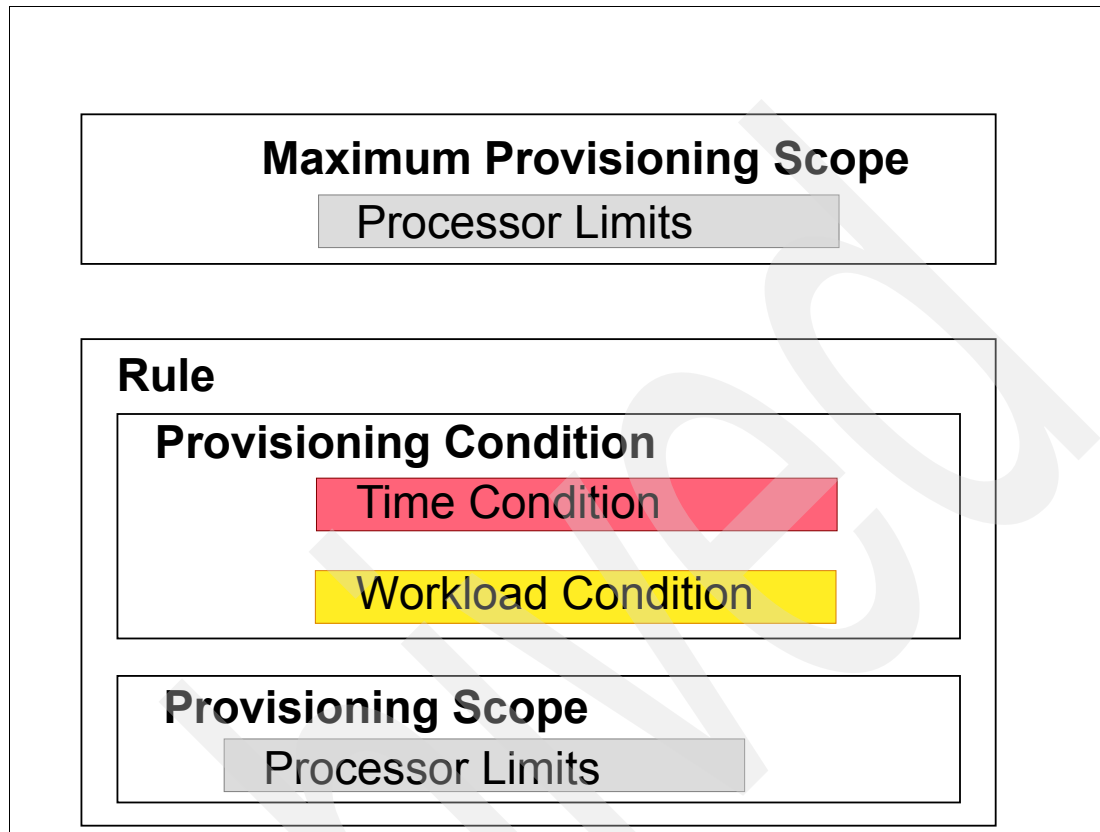 Maximum Provisioning Scope
Processor Limits
Rule
Provisioning Condition
Time Condition
Workload Condition
Provisioning Scope
Processor Limits